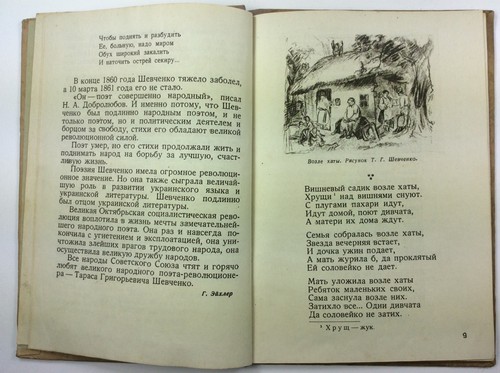 Чтобы поднять и разбудить
Ее, больную, надо миром
Обух широкий закалить
И наточить острей секиру...
В конце 1860 года Шевченко тяжело заболел,
а 10 марта 1861 года его не стало.
«Он — поэт совершенно народный», писал
Н. А. Добролюбов. И именно потому, что Шев-
ченко был подлинно народным поэтом, и не
только поэтом, но и политическим деятелем и
борцом за свободу, стихи его обладают великой
революционной силой.
Поэт умер, но его стихи продолжали жить и
поднимать народ на борьбу за лучшую, счаст-
ливую жизнь.
Поэзия Шевченко имела огромное революци-
онное значение. Но она также сыграла величай-
шую роль в развитии украинского языка и
украинской литературы. Шевченко подлинно
был отцом украинской литературы.
Великая Октябрьская социалистическая рево-
люция воплотила в жизнь мечты замечательней-
шего народного поэта. Она раз и навсегда по-
кончила с угнетением и эксплоатацией, она уни-
чтожила злейших врагов трудового народа, она
осуществила великую дружбу народов.
Все народы Советского Союза чтят и горячо
любят великого народного поэта-революционе-
ра — Тараса Григорьевича Шевченко.
Г. Эйхлер
Возле хаты. Рисунок Т. Г. Шевченко.
Вишневый садик возле хаты,
Хрущи ¹ над вишнями снуют.
С плугами пахари идут,
Идут домой, поют дивчата,
А матери их дома ждут.
Семья собралась возле хаты,
Звезда вечерняя встает,
И дочка ужин подает,
А мать журила б, да проклятый
Ей соловейко не дает.
Мать уложила возле хаты
Ребяток маленьких своих,
Сама заснула возле них.
Затихло все... Одни дивчата
Да соловейко не затих.
¹ Хрущ — жук.
9